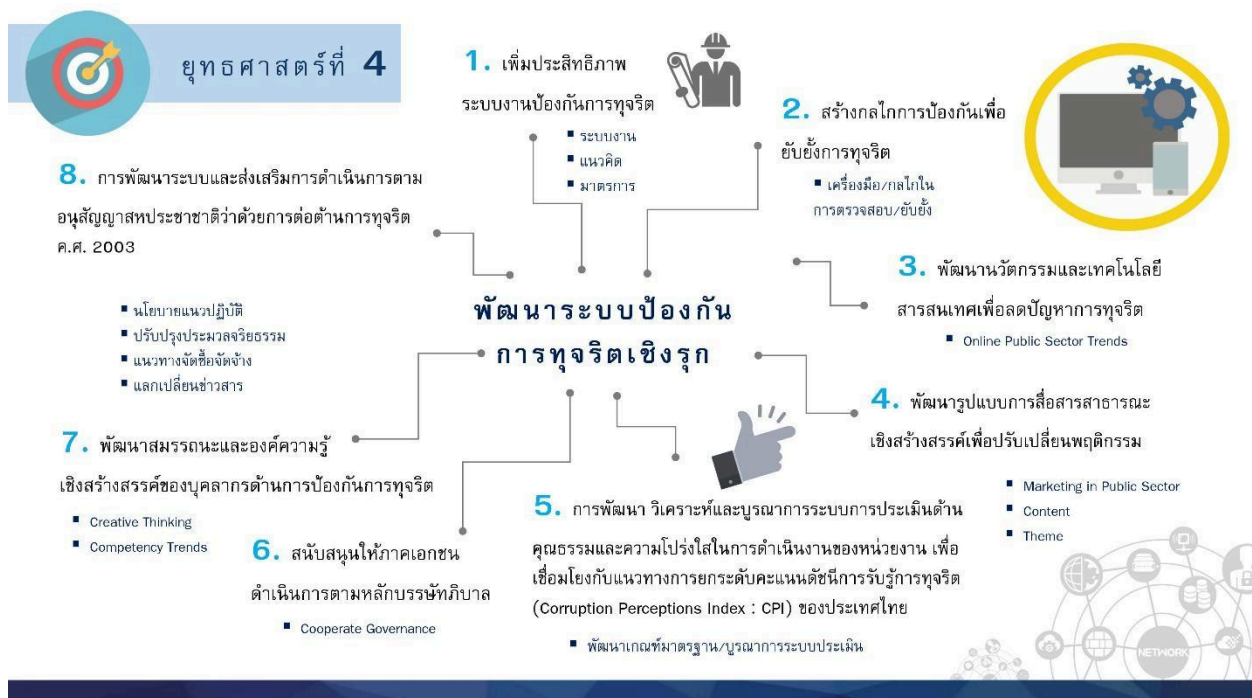 ยุทธศาสตร์ที่ 4
1. เพิ่มประสิทธิภาพ
ระบบงานป้องกันการทุจริต
▪ ระบบงาน
▪ แนวคิด
▪ มาตรการ
2. สร้างกลไกการป้องกันเพื่อ
ยับยั้งการทุจริต
▪ เครื่องมือ/กลไกใน
การตรวจสอบ/ยับยั้ง
3. พัฒนานวัตกรรมและเทคโนโลยี
สารสนเทศเพื่อลดปัญหาการทุจริต
▪ Online Public Sector Trends
4. พัฒนารูปแบบการสื่อสารสาธารณะ
เชิงสร้างสรรค์เพื่อปรับเปลี่ยนพฤติกรรม
▪ Marketing in Public Sector
▪ Content
▪ Theme
5. การพัฒนา วิเคราะห์และบูรณาการระบบการประเมินด้าน
คุณธรรมและความโปร่งใสในการดำเนินงานของหน่วยงาน เพื่อ
เชื่อมโยงกับแนวทางการยกระดับคะแนนดัชนีการรับรู้การทุจริต
(Corruption Perceptions Index : CPI) ของประเทศไทย
▪ พัฒนาเกณฑ์มาตรฐาน/บูรณาการระบบประเมิน
6. สนับสนุนให้ภาคเอกชน
ดำเนินการตามหลักบรรษัทภิบาล
▪ Cooperate Governance
7. พัฒนาสมรรถนะและองค์ความรู้
เชิงสร้างสรรค์ของบุคลากรด้านการป้องกันการทุจริต
▪ Creative Thinking
▪ Competency Trends
8. การพัฒนาระบบและส่งเสริมการดำเนินการตาม
อนุสัญญาสหประชาชาติว่าด้วยการต่อต้านการทุจริต
ค.ศ. 2003
▪ นโยบายแนวปฏิบัติ
▪ ปรับปรุงประมวลจริยธรรม
▪ แนวทางจัดซื้อจัดจ้าง
▪ แลกเปลี่ยนข่าวสาร
พัฒนาระบบป้องกัน
การทุจริตเชิงรุก
NETWORK